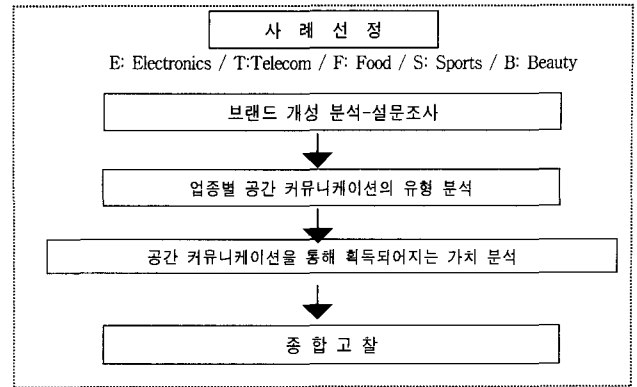 사 례 선 정
E: Electronics / T:Telecom / F: Food / S: Sports / B: Beauty
브랜드 개성 분석-설문조사
업종별 공간 커뮤니케이션의 유형 분석
공간 커뮤니케이션을 통해 획득되어지는 가치 분석
종 합 고 찰